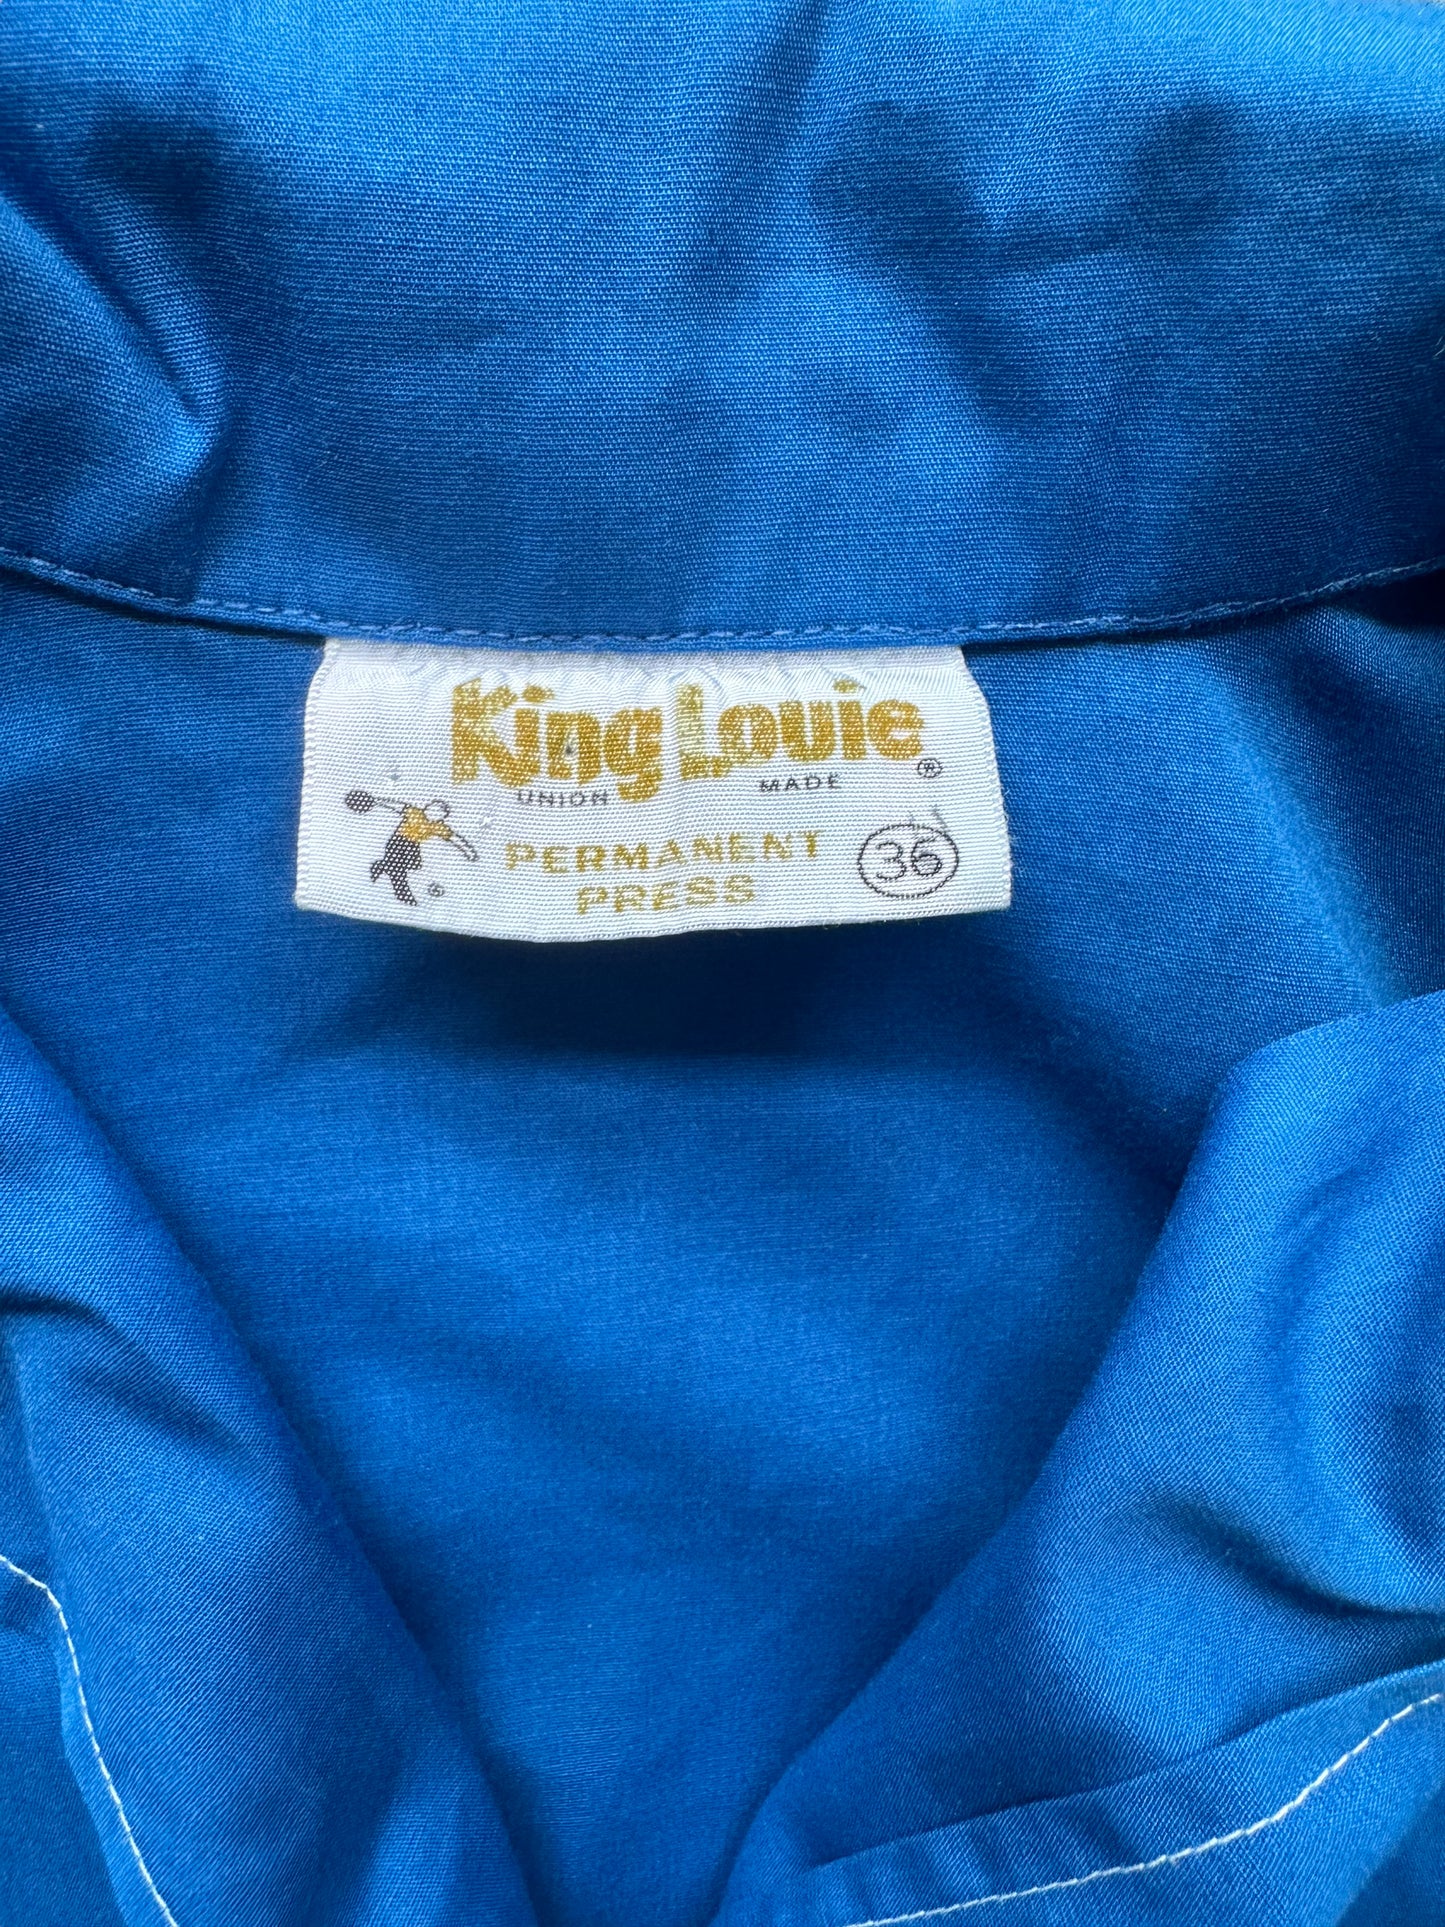 King Louie ®
UNION MADE
PERMANENT
PRESS
36
®